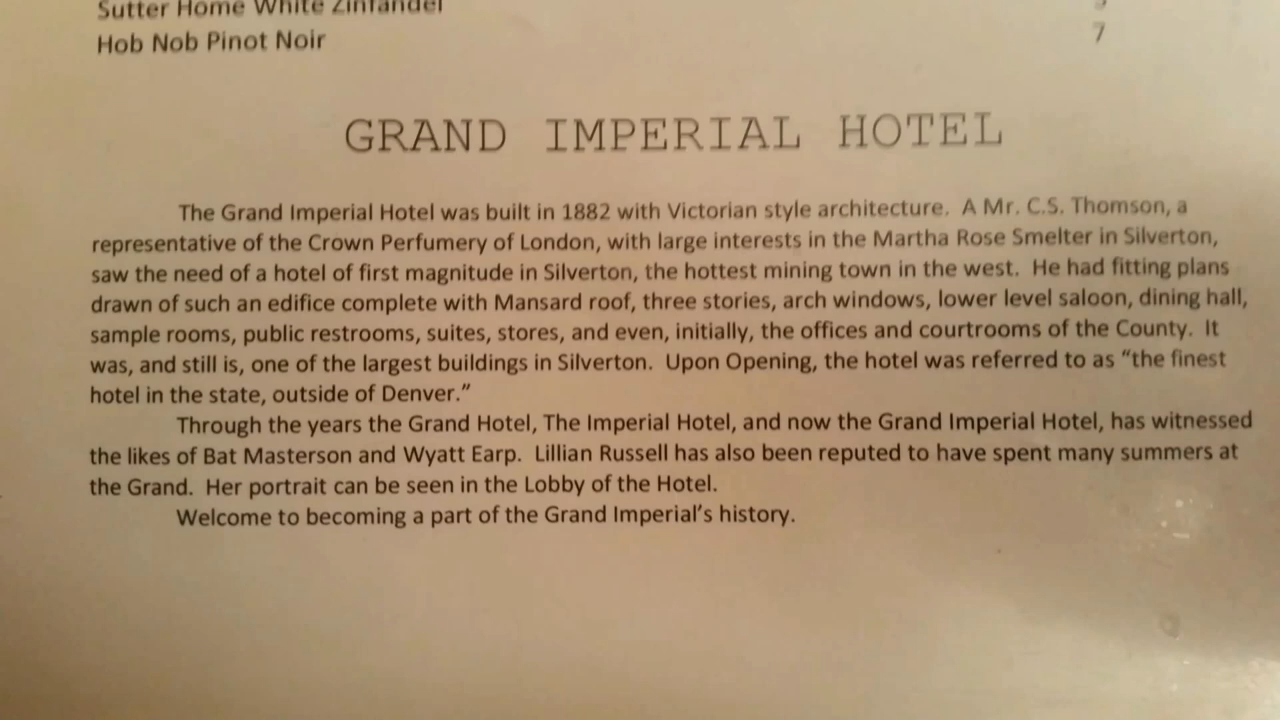 Sutter Home White Zinfandel
Hob Nob Pinot Noir 7
GRAND IMPERIAL HOTEL
The Grand Imperial Hotel was built in 1882 with Victorian style architecture. A Mr. C.S. Thomson, a
representative of the Crown Perfumery of London, with large interests in the Martha Rose Smelter in Silverton,
saw the need of a hotel of first magnitude in Silverton, the hottest mining town in the west. He had fitting plans
drawn of such an edifice complete with Mansard roof, three stories, arch windows, lower level saloon, dining hall,
sample rooms, public restrooms, suites, stores, and even, initially, the offices and courtrooms of the County. It
was, and still is, one of the largest buildings in Silverton. Upon Opening, the hotel was referred to as “the finest
hotel in the state, outside of Denver.”
Through the years the Grand Hotel, The Imperial Hotel, and now the Grand Imperial Hotel, has witnessed
the likes of Bat Masterson and Wyatt Earp. Lillian Russell has also been reputed to have spent many summers at
the Grand. Her portrait can be seen in the Lobby of the Hotel.
Welcome to becoming a part of the Grand Imperial’s history.